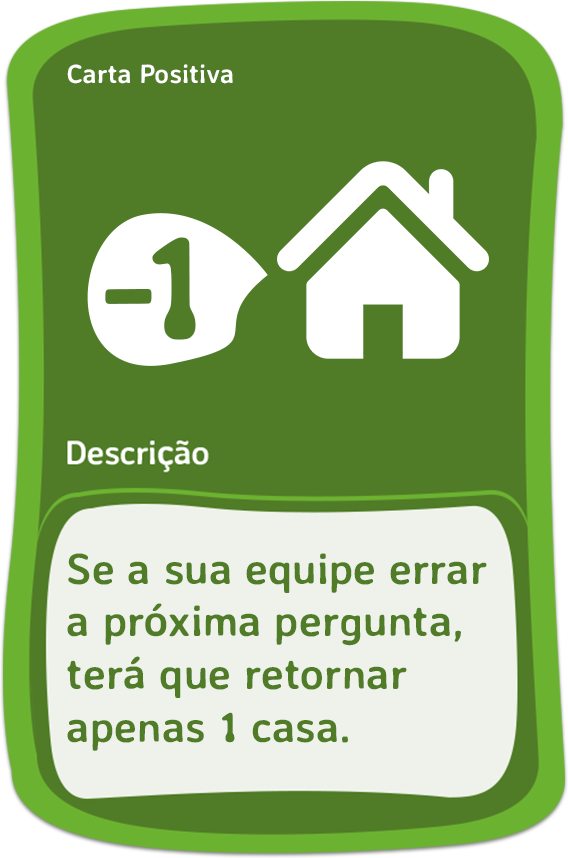 Carta Positiva
-1
Descrição
Se a sua equipe errar
a próxima pergunta,
terá que retornar
apenas 1 casa.